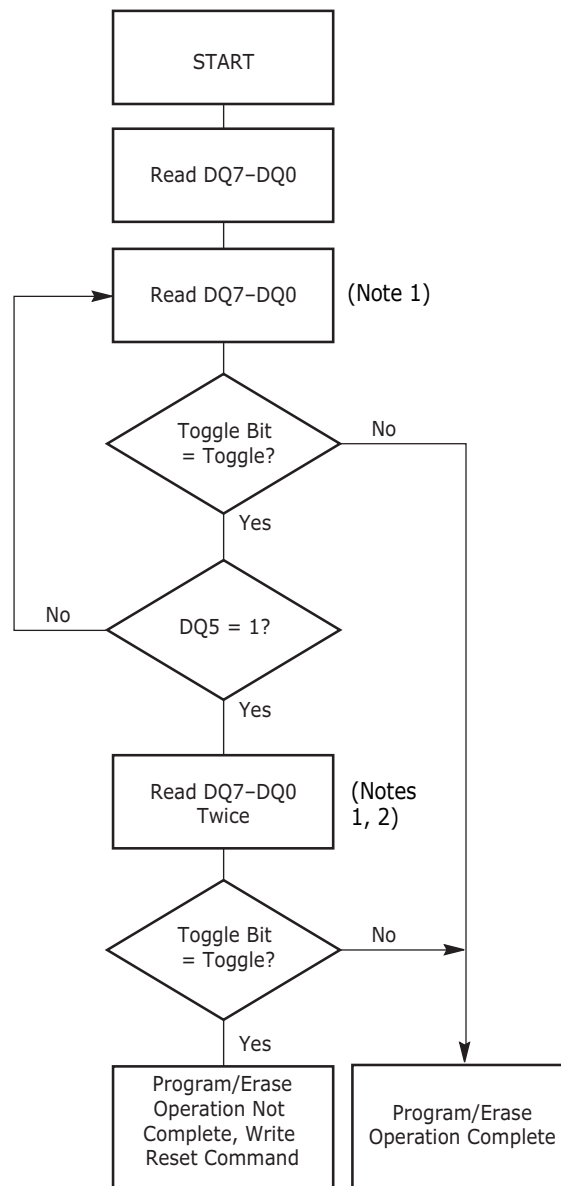 START
Read DQ7–DQ0
Read DQ7–DQ0
(Note 1)
Toggle Bit
= Toggle?
No
Yes
No
DQ5 = 1?
Yes
Read DQ7–DQ0
Twice
(Notes
1, 2)
Toggle Bit
= Toggle?
No
Yes
Program/Erase
Operation Not
Complete, Write
Reset Command
Program/Erase
Operation Complete